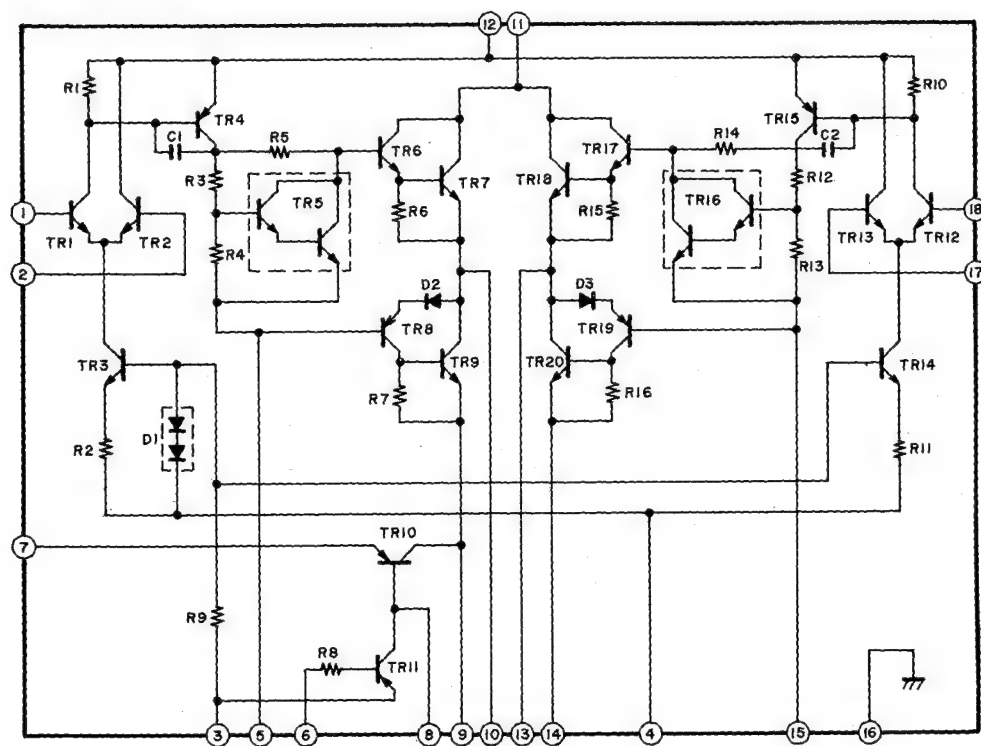 12 11
R1 R10
TR4 TR15
C1 R5 R14 C2
TR6 TR17
R3 TR5 TR7 TR18 TR16 R12
1 R6 R15 18
TR1 TR2 R4 R13 TR13 TR12
2 17
D2 D3
TR8 TR19
TR3 TR9 TR20 TR14
R7 R16
R2 D1 R11
7 TR10
R9
R8 TR11
3 5 6 8 9 10 13 14 4 15 16